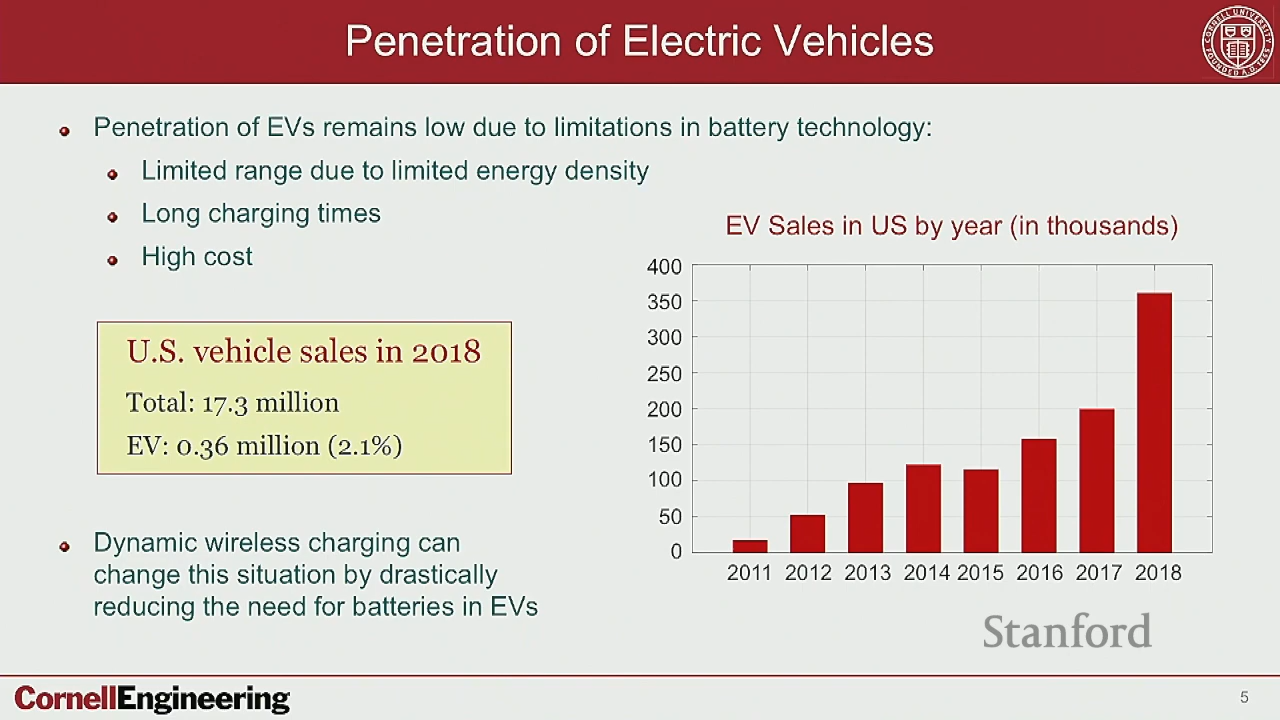 Penetration of Electric Vehicles
Penetration of EVs remains low due to limitations in battery technology:
Limited range due to limited energy density
Long charging times
High cost
U.S. vehicle sales in 2018
Total: 17.3 million
EV: 0.36 million (2.1%)
Dynamic wireless charging can
change this situation by drastically
reducing the need for batteries in EVs
EV Sales in US by year (in thousands)
400
350
300
250
200
150
100
50
0
2011 2012 2013 2014 2015 2016 2017 2018
Stanford
CornellEngineering
5